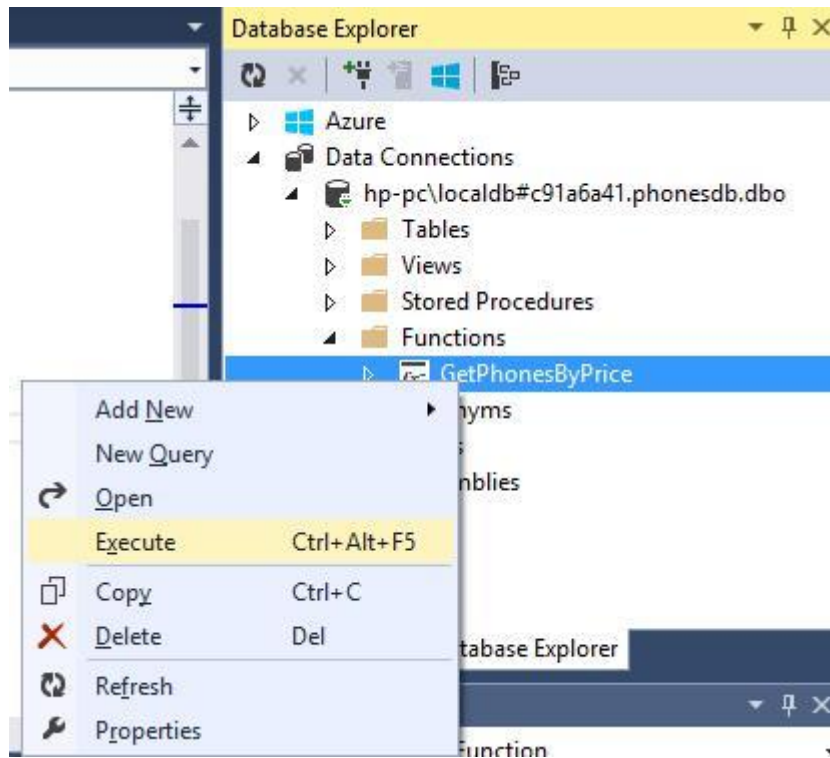 Database Explorer
Azure
Data Connections
hp-pc\localdb#c91a6a41.phonesdb.dbo
Tables
Views
Stored Procedures
Functions
GetPhonesByPrice
Add New
nyms
New Query
Open
nblies
Execute Ctrl+Alt+F5
Copy Ctrl+C
Delete Del
tabase Explorer
Refresh
Properties
Function